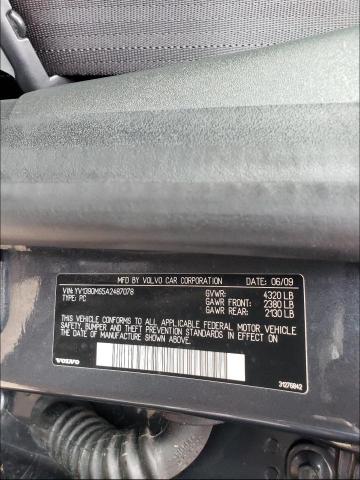 MFD BY VOLVO CAR CORPORATION DATE: 06/09
VIN: YV1390MS5A2487078 GVWR: 4320 LB
TYPE: PC GAWR FRONT: 2380 LB
GAWR REAR: 2130 LB
THIS VEHICLE CONFORMS TO ALL APPLICABLE FEDERAL MOTOR VEHICLE
SAFETY, BUMPER AND THEFT PREVENTION STANDARDS IN EFFECT ON THE
DATE OF MANUFACTURE SHOWN ABOVE.
VOLVO 31276942